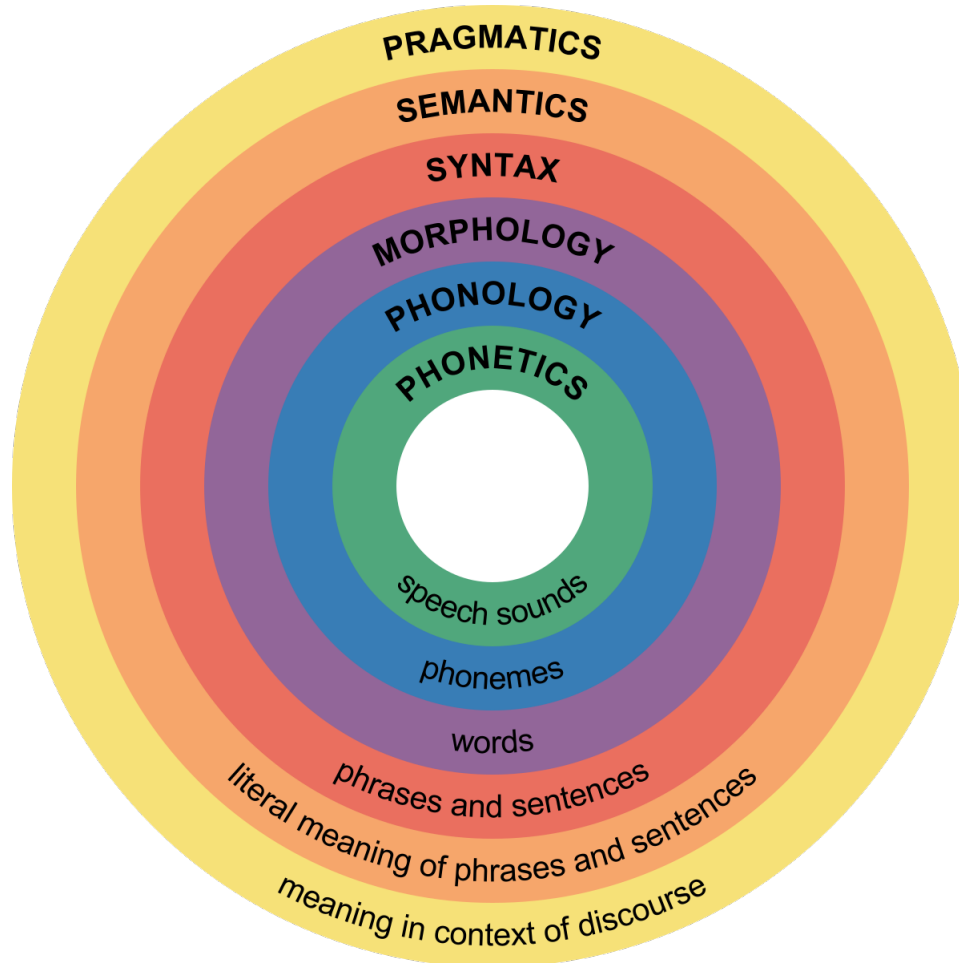 PRAGMATICS
SEMANTICS
SYNTAX
MORPHOLOGY
PHONOLOGY
PHONETICS
speech sounds
phonemes
words
phrases and sentences
literal meaning of phrases and sentences
meaning in context of discourse